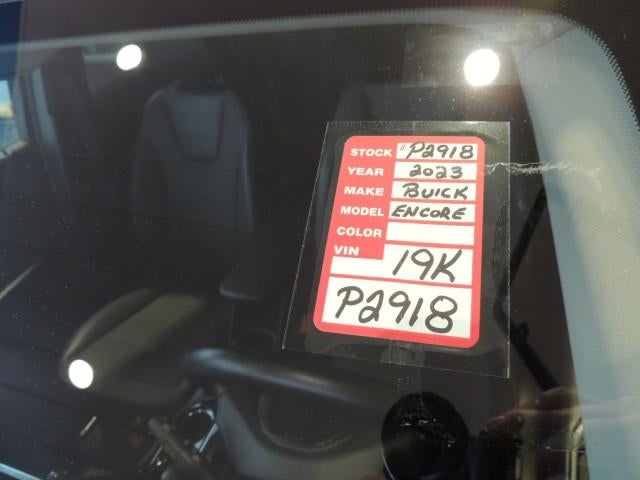 STOCK #P2918
YEAR 2023
MAKE BUICK
MODEL ENCORE
COLOR
VIN
19K
P2918